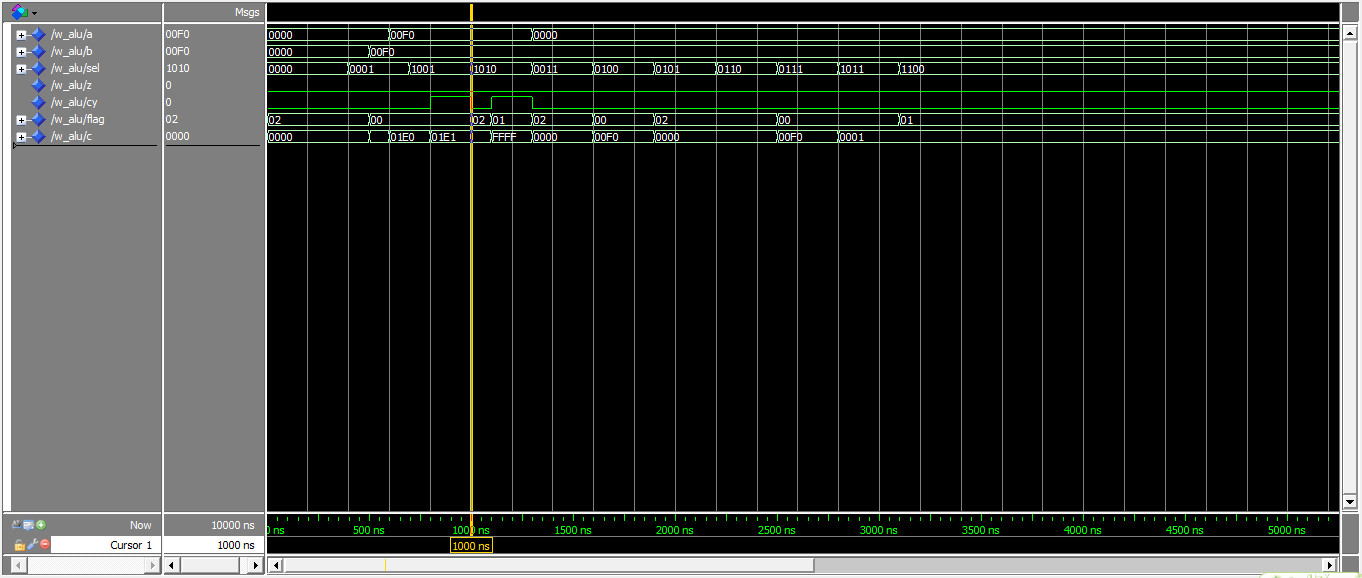 Msgs
/w_alu/a 00F0 0000 00F0 0000
/w_alu/b 00F0 0000 00F0
/w_alu/sel 1010 0000 0001 1001 1010 0011 0100 0101 0110 0111 1011 1100
/w_alu/z 0
/w_alu/cy 0
/w_alu/flag 02 02 00 02 01 02 00 02 00 01
/w_alu/c 0000 0000 01E0 01E1 FFFF 0000 00F0 0000 00F0 0001
Now 10000 ns ns 500 ns 1000 ns 1500 ns 2000 ns 2500 ns 3000 ns 3500 ns 4000 ns 4500 ns 5000 ns
Cursor 1 1000 ns 1000 ns